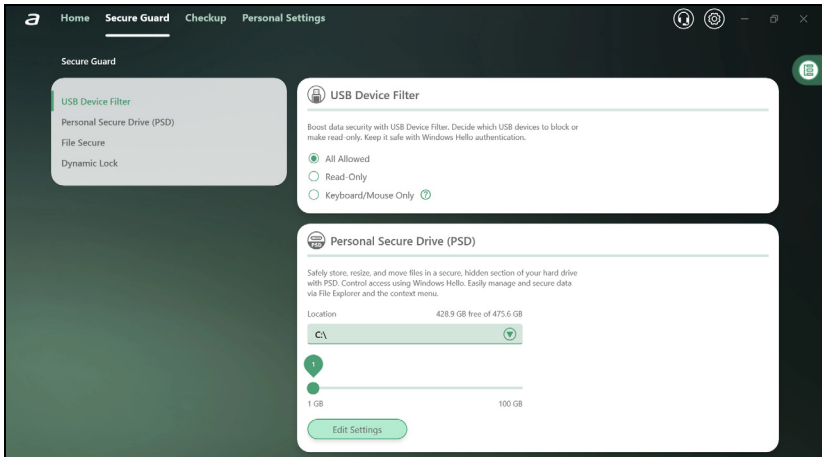 a Home Secure Guard Checkup Personal Settings
Secure Guard
USB Device Filter
Personal Secure Drive (PSD)
File Secure
Dynamic Lock
USB Device Filter
Boost data security with USB Device Filter. Decide which USB devices to block or
make read-only. Keep it safe with Windows Hello authentication.
All Allowed
Read-Only
Keyboard/Mouse Only ?
PSD Personal Secure Drive (PSD)
Safely store, resize, and move files in a secure, hidden section of your hard drive
with PSD. Control access using Windows Hello. Easily manage and secure data
via File Explorer and the context menu.
Location 428.9 GB free of 475.6 GB
C:\
1
1 GB 100 GB
Edit Settings